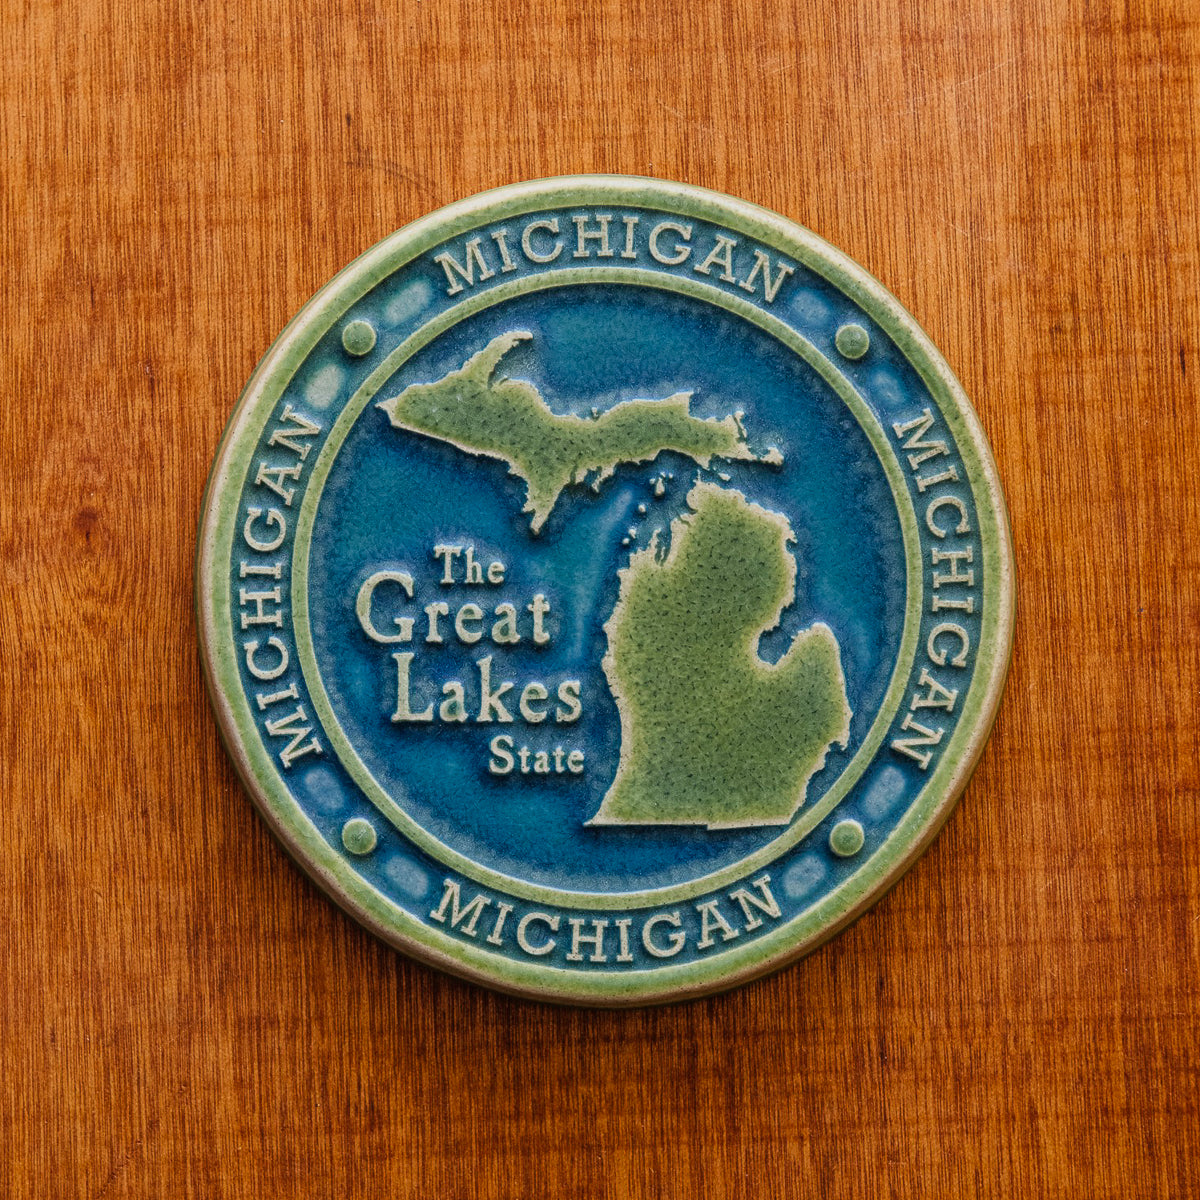 MICHIGAN
MICHIGAN
MICHIGAN
The
Great
Lakes
State
MICHIGAN